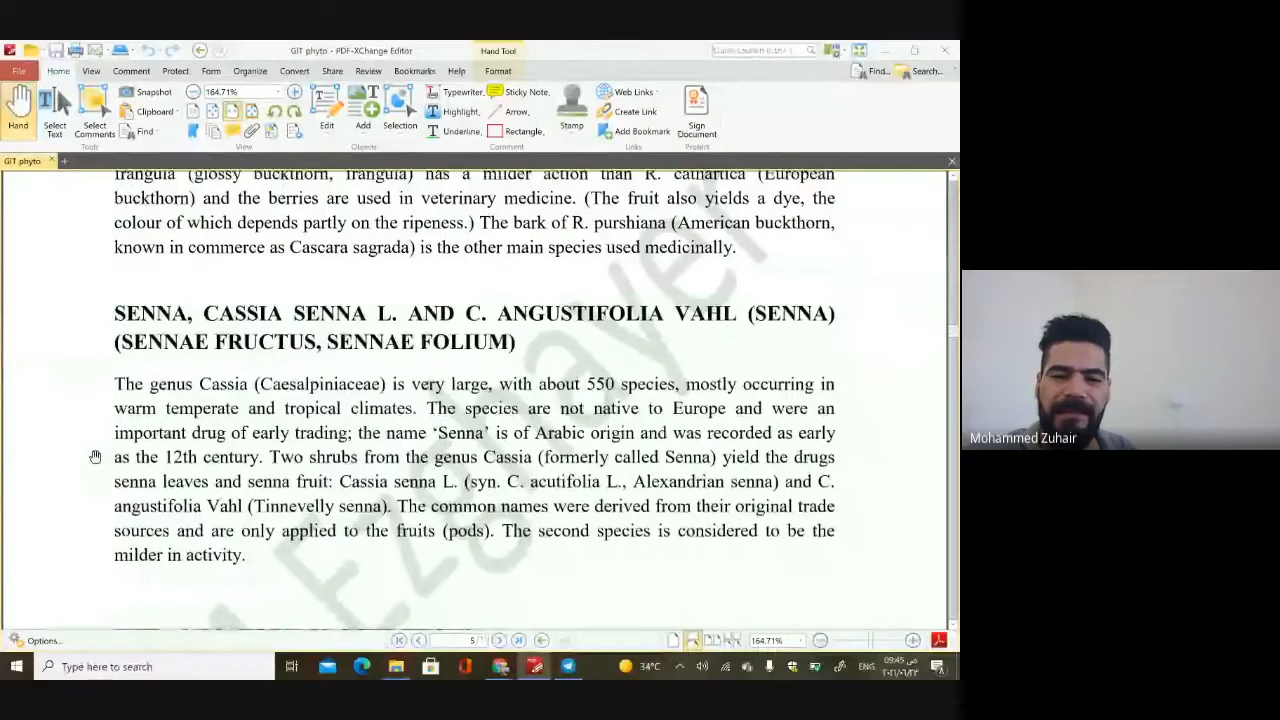 GIT phyto - PDF-XChange Editor
Hand Tool
File
Home
View
Comment
Protect
Form
Organize
Convert
Share
Review
Bookmarks
Help
Format
Find...
Search...
Hand
Select Text
Select Comments
Snapshot
Clipboard
Find
Tools
164.71%
View
Edit
Add
Selection
Objects
Typewriter
Highlight
Underline
Sticky Note
Arrow
Rectangle
Stamp
Comment
Web Links
Create Link
Add Bookmark
Links
Sign Document
Protect
GIT phyto
frangula (glossy buckthorn, frangula) has a milder action than R. cathartica (European
buckthorn) and the berries are used in veterinary medicine. (The fruit also yields a dye, the
colour of which depends partly on the ripeness.) The bark of R. purshiana (American buckthorn,
known in commerce as Cascara sagrada) is the other main species used medicinally.
SENNA, CASSIA SENNA L. AND C. ANGUSTIFOLIA VAHL (SENNA)
(SENNAE FRUCTUS, SENNAE FOLIUM)
The genus Cassia (Caesalpiniaceae) is very large, with about 550 species, mostly occurring in
warm temperate and tropical climates. The species are not native to Europe and were an
important drug of early trading; the name ‘Senna’ is of Arabic origin and was recorded as early
as the 12th century. Two shrubs from the genus Cassia (formerly called Senna) yield the drugs
senna leaves and senna fruit: Cassia senna L. (syn. C. acutifolia L., Alexandrian senna) and C.
angustifolia Vahl (Tinnevelly senna). The common names were derived from their original trade
sources and are only applied to the fruits (pods). The second species is considered to be the
milder in activity.
Options...
5/
164.71%
Type here to search
34°C
ENG
09:45 ص
Mohammed Zuhair